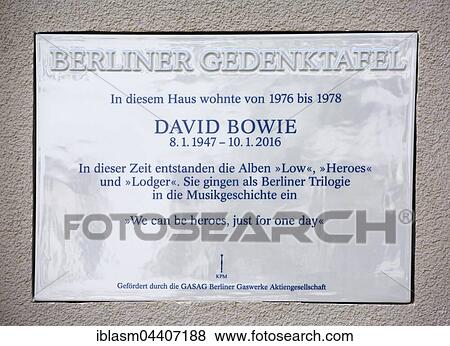 BERLINER GEDENKTAFEL
In diesem Haus wohnte von 1976 bis 1978
DAVID BOWIE
8. 1. 1947 – 10. 1. 2016
In dieser Zeit entstanden die Alben »Low«, »Heroes«
und »Lodger«. Sie gingen als Berliner Trilogie
in die Musikgeschichte ein
»We can be heroes, just for one day«
FOTOSEARCH®
KPM
Gefördert durch die GASAG Berliner Gaswerke Aktiengesellschaft
iblasm04407188 www.fotosearch.com